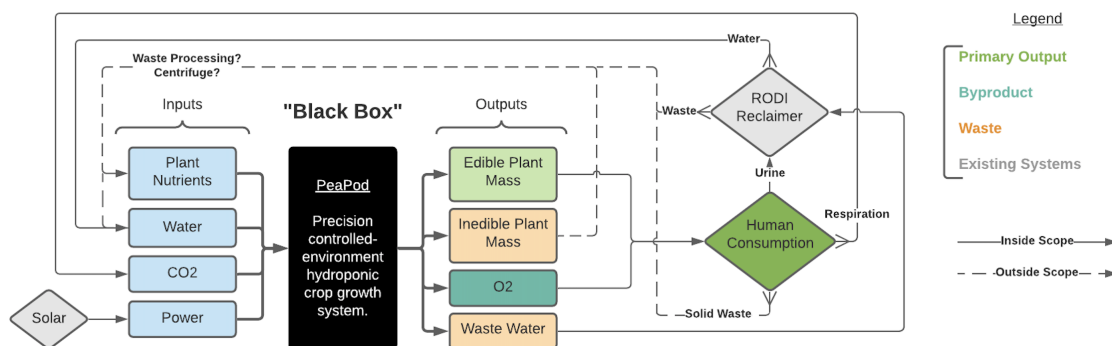 Legend
Water
Primary Output
Waste Processing?
Centrifuge?
Byproduct
Waste
Existing Systems
Inputs
"Black Box"
Outputs
Waste
RODI
Reclaimer
Plant
Nutrients
Edible Plant
Mass
Urine
PeaPod
Precision
controlled-
environment
hydroponic
crop growth
system.
Water
Inedible Plant
Mass
Human
Consumption
Respiration
Inside Scope
CO2
O2
Outside Scope
Solar
Power
Waste Water
Solid Waste